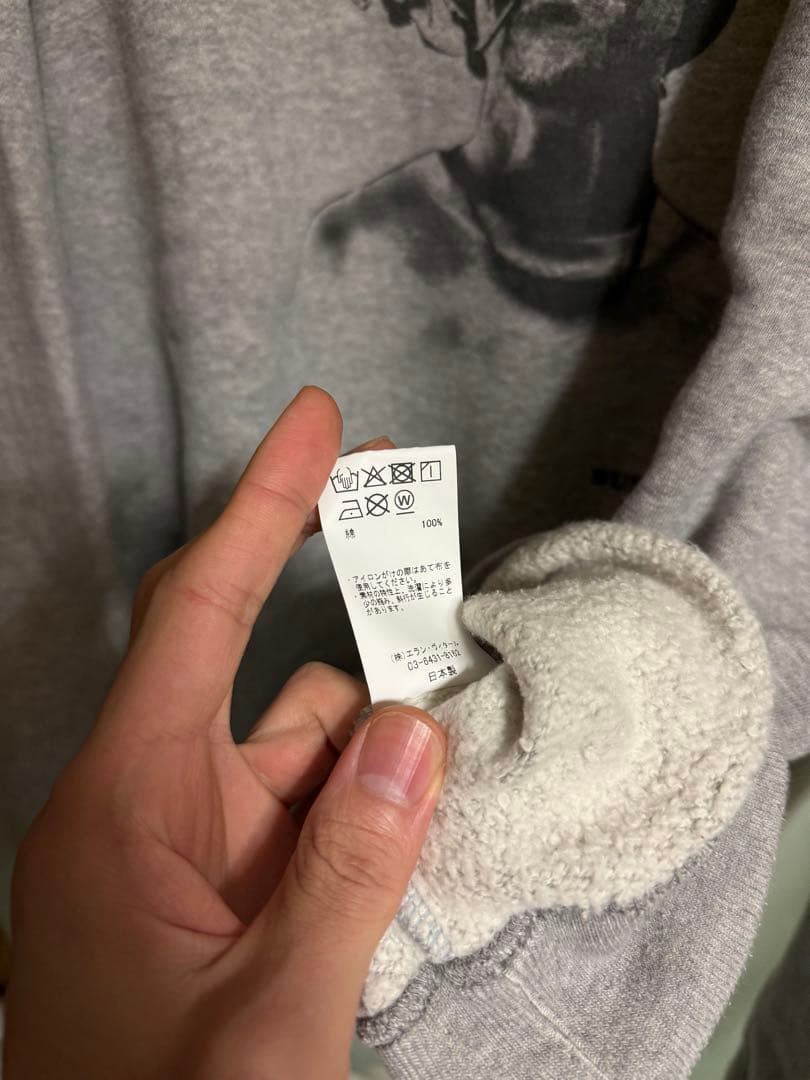 W
綿 100%
・アイロンがけの際はあて布を
使用してください。
・素材の特性上、洗濯により多
少の縮み、斜行が生じること
があります。
(株)エラン・ヴィタール
03-6431-8182
日本製